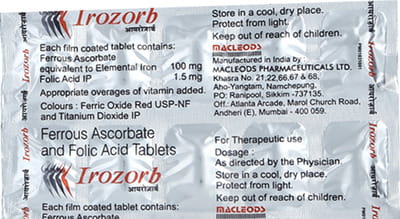 Irozorb
आयरोज़ोर्ब
Each film coated tablet contains:
Ferrous Ascorbate
equivalent to Elemental Iron 100 mg
Folic Acid IP 1.5 mg
Appropriate overages of vitamin added.
Colours : Ferric Oxide Red USP-NF
and Titanium Dioxide IP
Ferrous Ascorbate
and Folic Acid Tablets
Irozorb
आयरोज़ोर्ब
Each film coated tablet contains:
Ferrous Ascorbate
Store in a cool, dry place.
Protect from light.
Keep out of reach of children.
MACLEODS
Manufactured in India by :
MACLEODS PHARMACEUTICALS LTD.
Khasra No. 21,22,66,67 & 68,
Aho-Yangtam, Namchepung,
PO: Ranipool, Sikkim -737135.
Off.: Atlanta Arcade, Marol Church Road,
Andheri (E), Mumbai - 400 059.
For Therapeutic use
Dosage :
As directed by the Physician.
Store in a cool, dry place.
Protect from light.
Keep out of reach of children.
MACLEODS